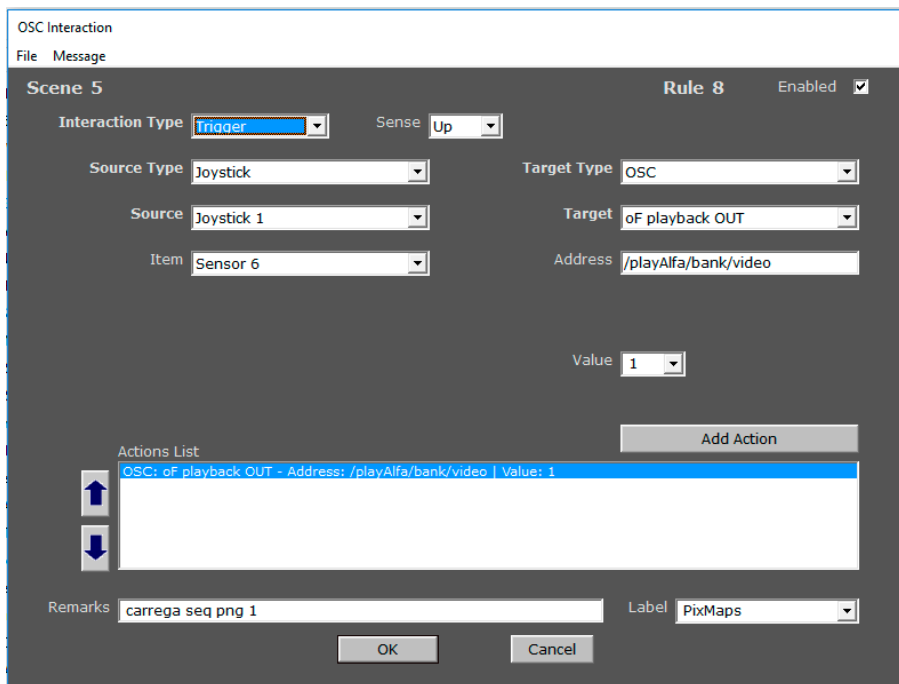 OSC Interaction
File Message
Scene 5 Rule 8 Enabled
Interaction Type Trigger Sense Up
Source Type Joystick Target Type OSC
Source Joystick 1 Target oF playback OUT
Item Sensor 6 Address /playAlfa/bank/video
Value 1
Add Action
Actions List
OSC: oF playback OUT - Address: /playAlfa/bank/video | Value: 1
Remarks carrega seq png 1 Label PixMaps
OK Cancel